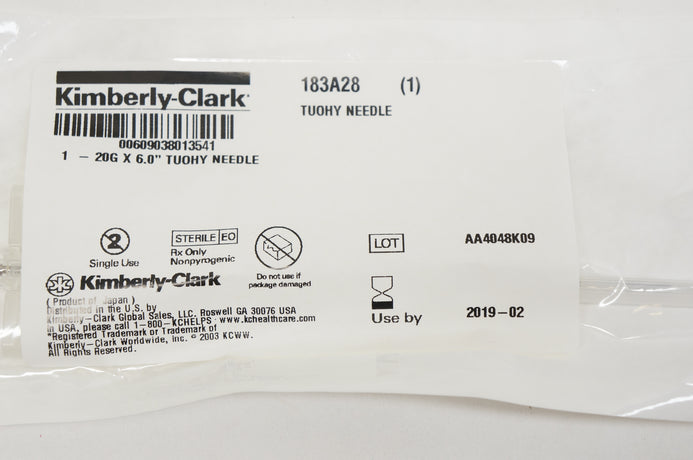 Kimberly-Clark
183A28 (1)
TUOHY NEEDLE
00609038013541
1 - 20G X 6.0" TUOHY NEEDLE
2
Single Use
STERILE EO
Rx Only
Nonpyrogenic
Do not use if
package damaged
LOT
AA4048K09
Use by
2019-02
Kimberly-Clark
( Product of Japan )
Distributed in the U.S. by
Kimberly-Clark Global Sales, LLC. Roswell GA 30076 USA
in USA, please call 1-800-KCHELPS · www.kchealthcare.com
*Registered Trademark or Trademark of
Kimberly-Clark Worldwide, Inc. © 2003 KCWW.
All Rights Reserved.